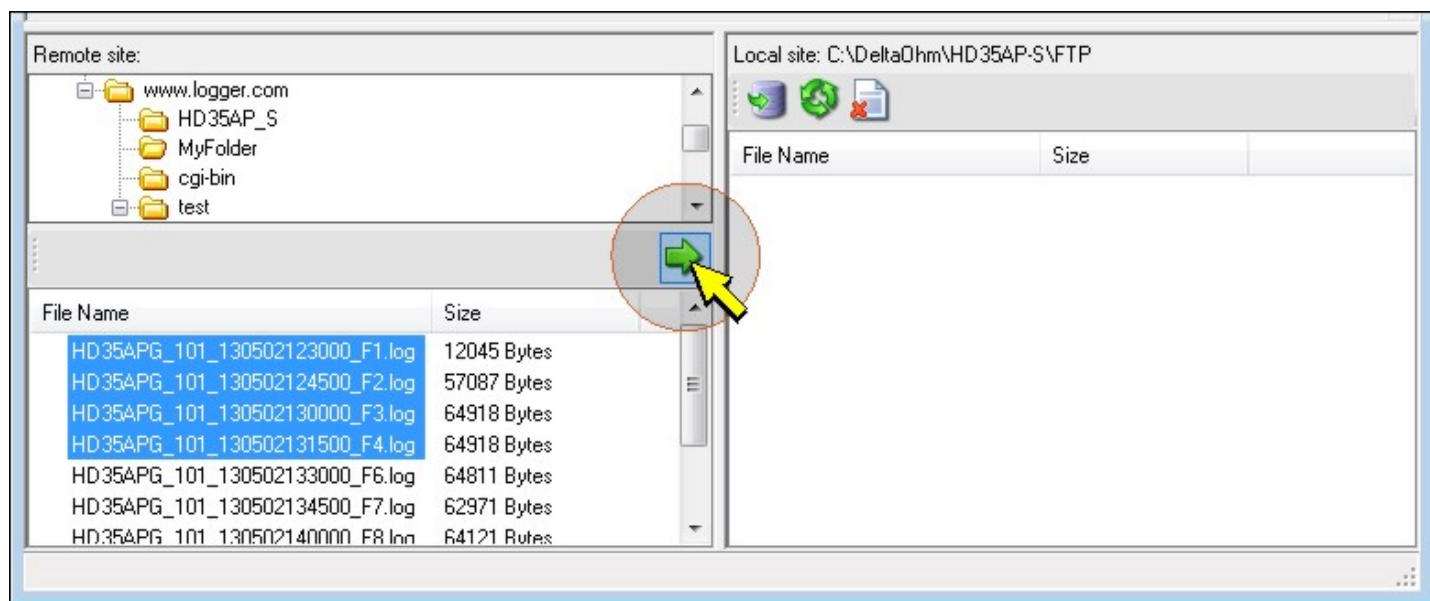 Remote site:
www.logger.com
HD35AP_S
MyFolder
cgi-bin
test
File Name Size
HD35APG_101_130502123000_F1.log 12045 Bytes
HD35APG_101_130502124500_F2.log 57087 Bytes
HD35APG_101_130502130000_F3.log 64918 Bytes
HD35APG_101_130502131500_F4.log 64918 Bytes
HD35APG_101_130502133000_F6.log 64811 Bytes
HD35APG_101_130502134500_F7.log 62971 Bytes
HD35APG_101_130502140000_F8.log 64121 Bytes
Local site: C:\DeltaOhm\HD35AP-S\FTP
File Name Size